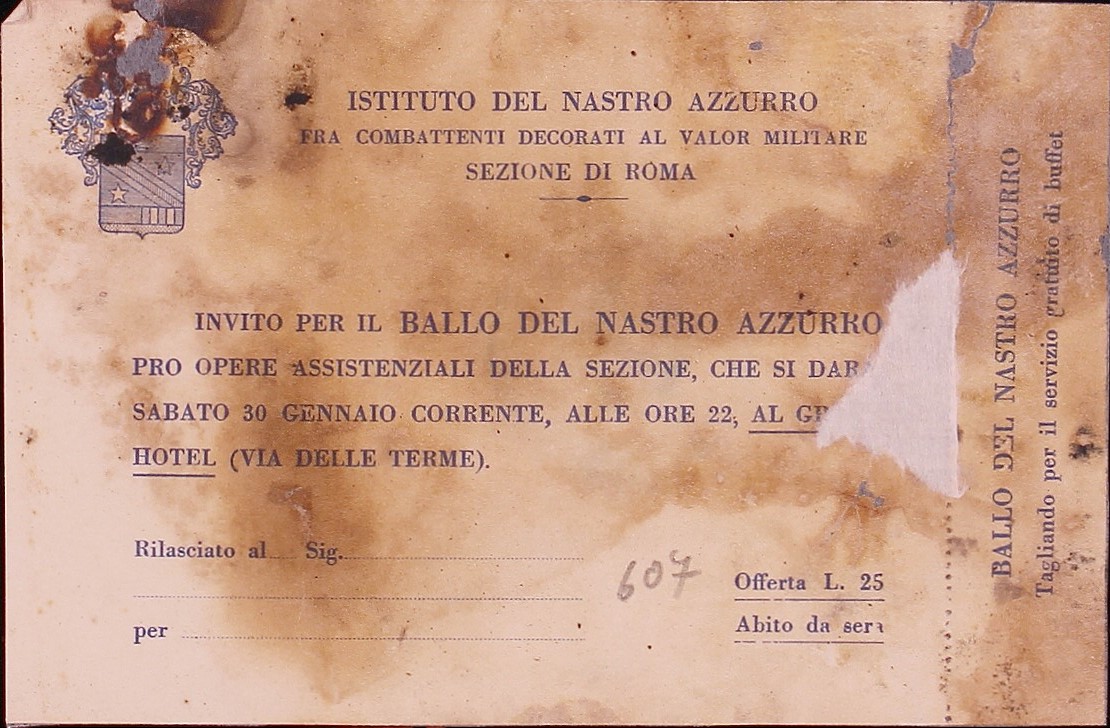 ISTITUTO DEL NASTRO AZZURRO
FRA COMBATTENTI DECORATI AL VALOR MILITARE
SEZIONE DI ROMA
INVITO PER IL BALLO DEL NASTRO AZZURRO
PRO OPERE ASSISTENZIALI DELLA SEZIONE, CHE SI
SABATO 30 GENNAIO CORRENTE, ALLE ORE 22, AL
HOTEL (VIA DELLE TERME).
Rilasciato al Sig.
per
607
Offerta L. 25
Abito da sera
BALLO DEL NASTRO AZZURRO
Tagliando per il servizio gratuito di buffet